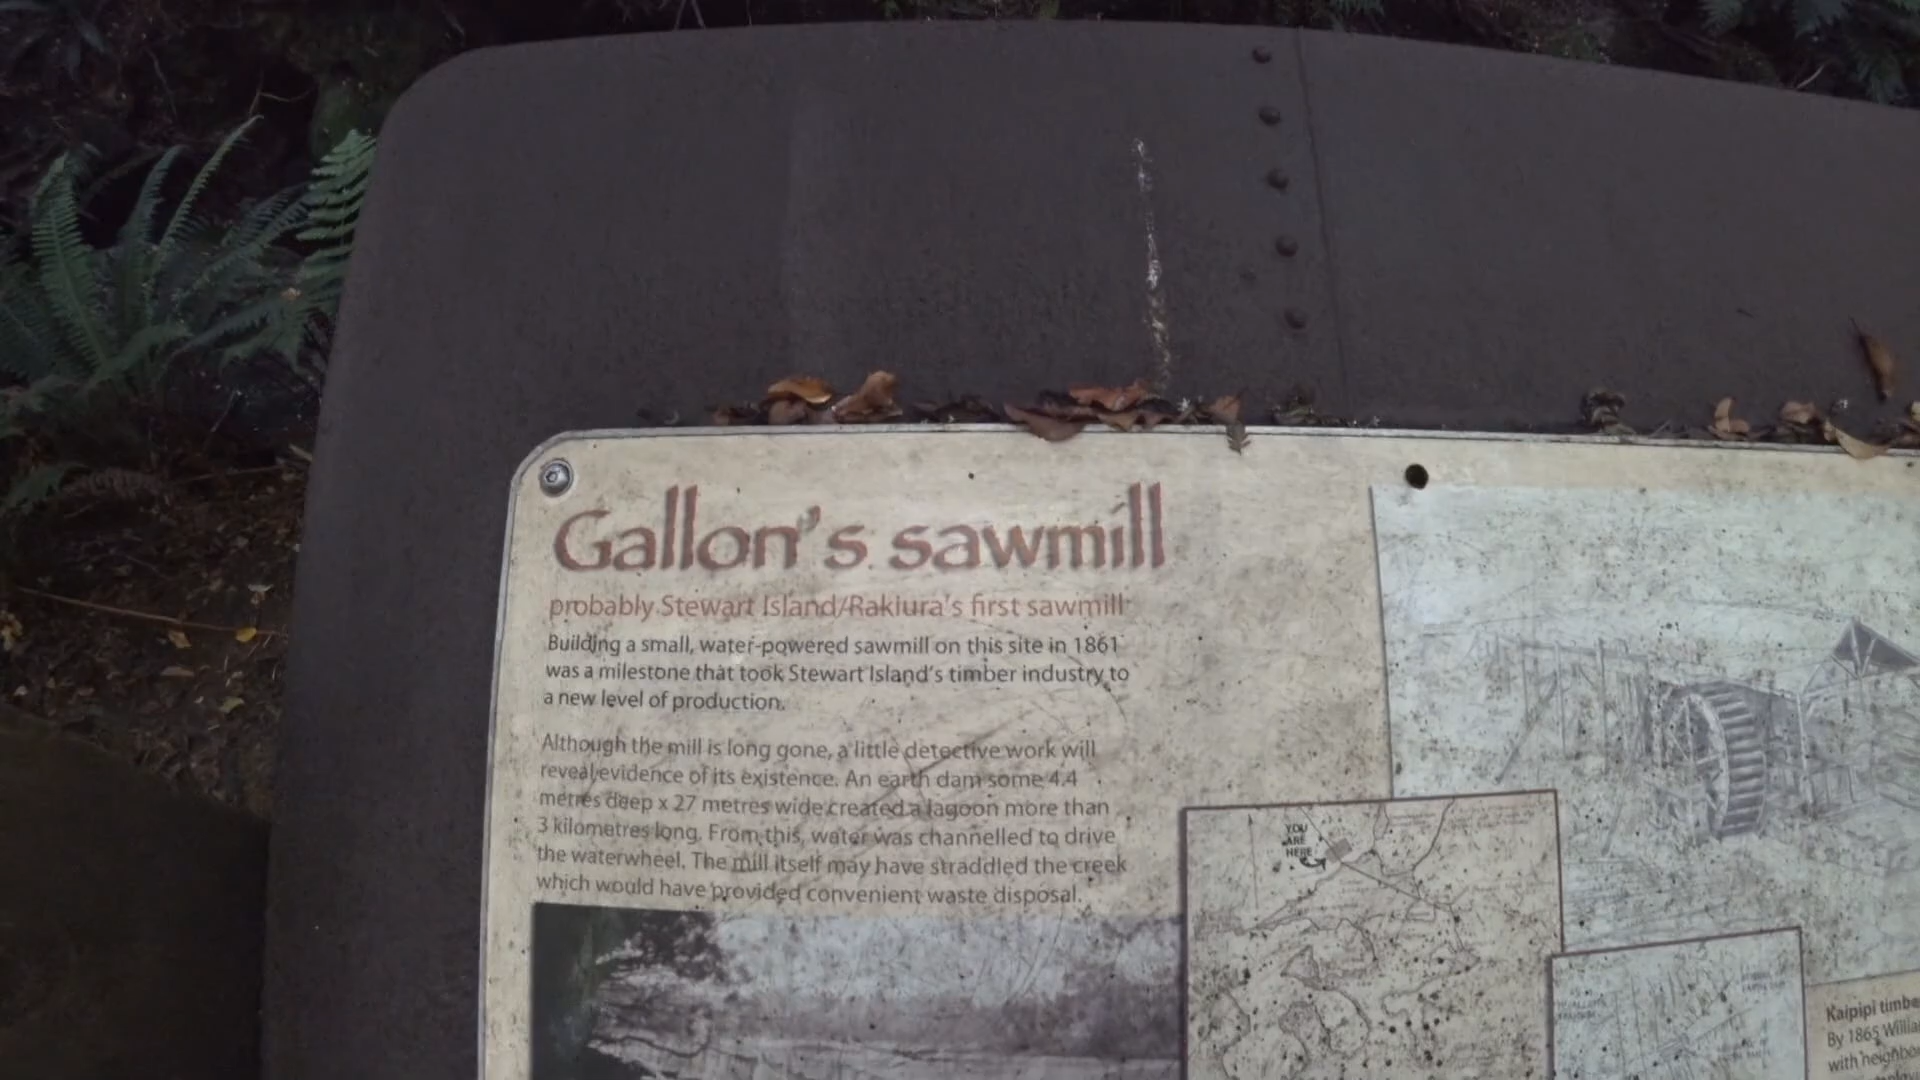 Gallon's sawmill
probably Stewart Island/Rakiura's first sawmill
Building a small, water-powered sawmill on this site in 1861
was a milestone that took Stewart Island's timber industry to
a new level of production.
Although the mill is long gone, a little detective work will
reveal evidence of its existence. An earth dam some 4.4
metres deep x 27 metres wide created a lagoon more than
3 kilometres long. From this, water was channelled to drive
the waterwheel. The mill itself may have straddled the creek
which would have provided convenient waste disposal.
YOU
ARE
HERE
Kaipipi timbe
By 1865 Willia
with neighbo